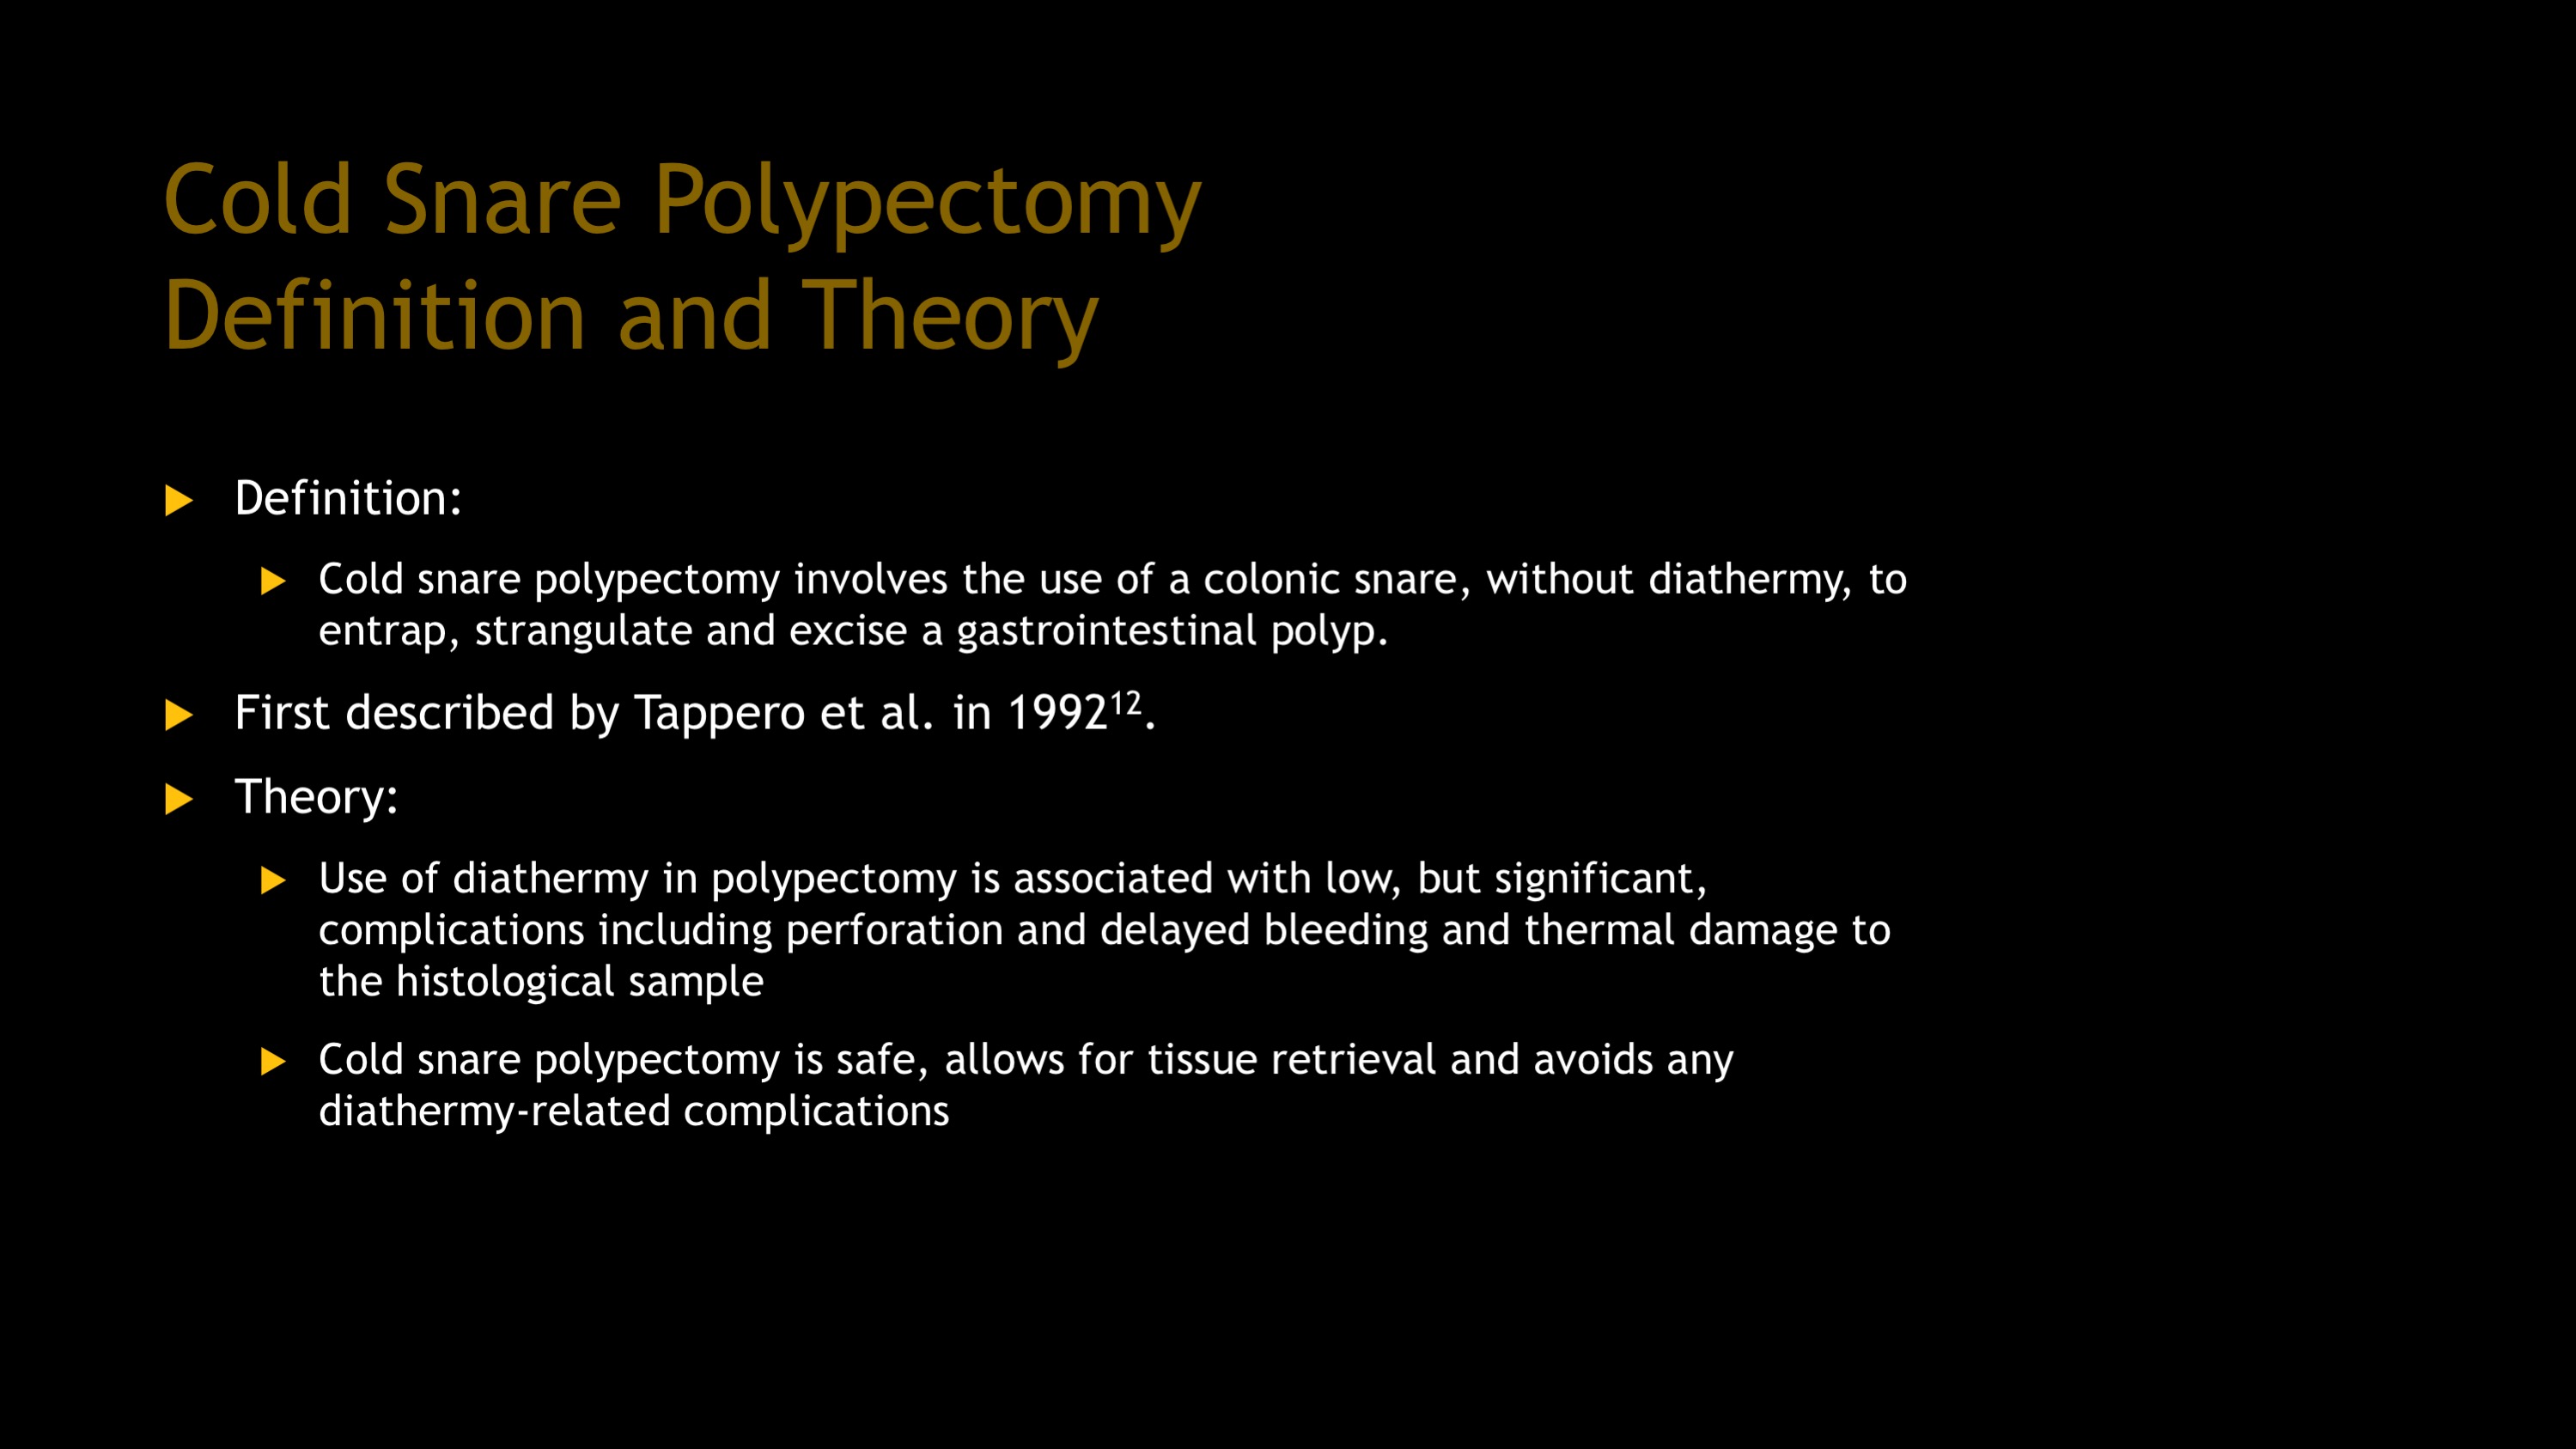 Cold Snare Polypectomy
Definition and Theory
Definition:
Cold snare polypectomy involves the use of a colonic snare, without diathermy, to
entrap, strangulate and excise a gastrointestinal polyp.
First described by Tappero et al. in 1992¹².
Theory:
Use of diathermy in polypectomy is associated with low, but significant,
complications including perforation and delayed bleeding and thermal damage to
the histological sample
Cold snare polypectomy is safe, allows for tissue retrieval and avoids any
diathermy-related complications